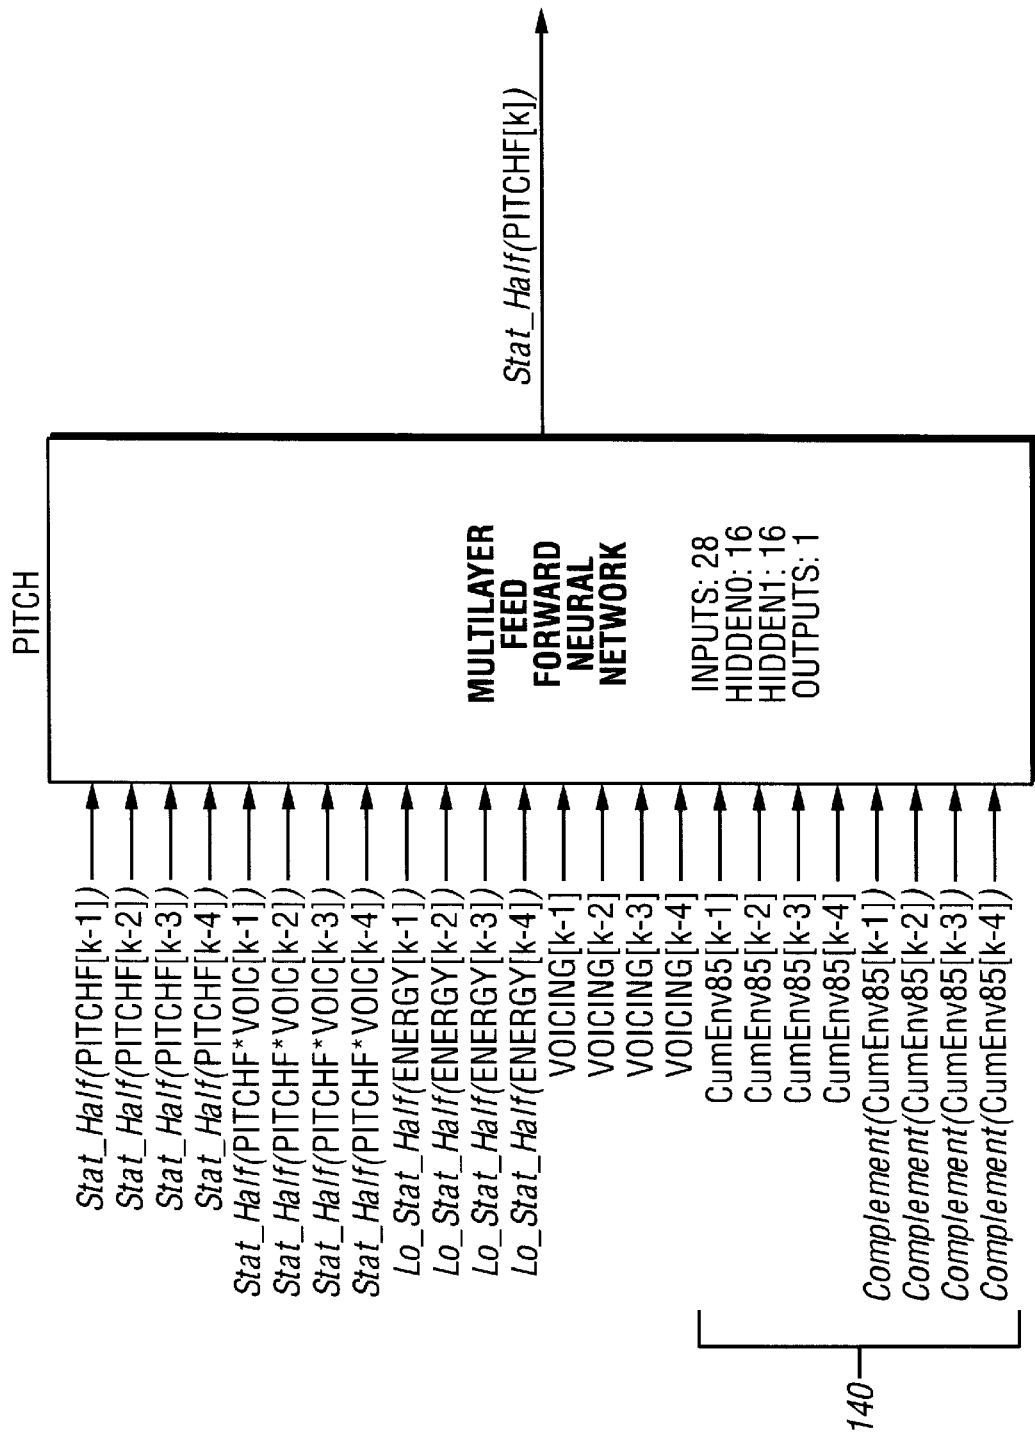 PITCH
Stat_Half(PITCHF[k-1])
Stat_Half(PITCHF[k-2])
Stat_Half(PITCHF[k-3])
Stat_Half(PITCHF[k-4])
Stat_Half(PITCHF*VOIC[k-1])
Stat_Half(PITCHF*VOIC[k-2])
Stat_Half(PITCHF*VOIC[k-3])
Stat_Half(PITCHF*VOIC[k-4])
Lo_Stat_Half(ENERGY[k-1])
Lo_Stat_Half(ENERGY[k-2])
Lo_Stat_Half(ENERGY[k-3])
Lo_Stat_Half(ENERGY[k-4])
VOICING[k-1]
VOICING[k-2]
VOICING[k-3]
VOICING[k-4]
CumEnv85[k-1]
CumEnv85[k-2]
CumEnv85[k-3]
CumEnv85[k-4]
Complement(CumEnv85[k-1])
Complement(CumEnv85[k-2])
Complement(CumEnv85[k-3])
Complement(CumEnv85[k-4])
140
MULTILAYER
FEED
FORWARD
NEURAL
NETWORK
INPUTS: 28
HIDDEN0: 16
HIDDEN1: 16
OUTPUTS: 1
Stat_Half(PITCHF[k])